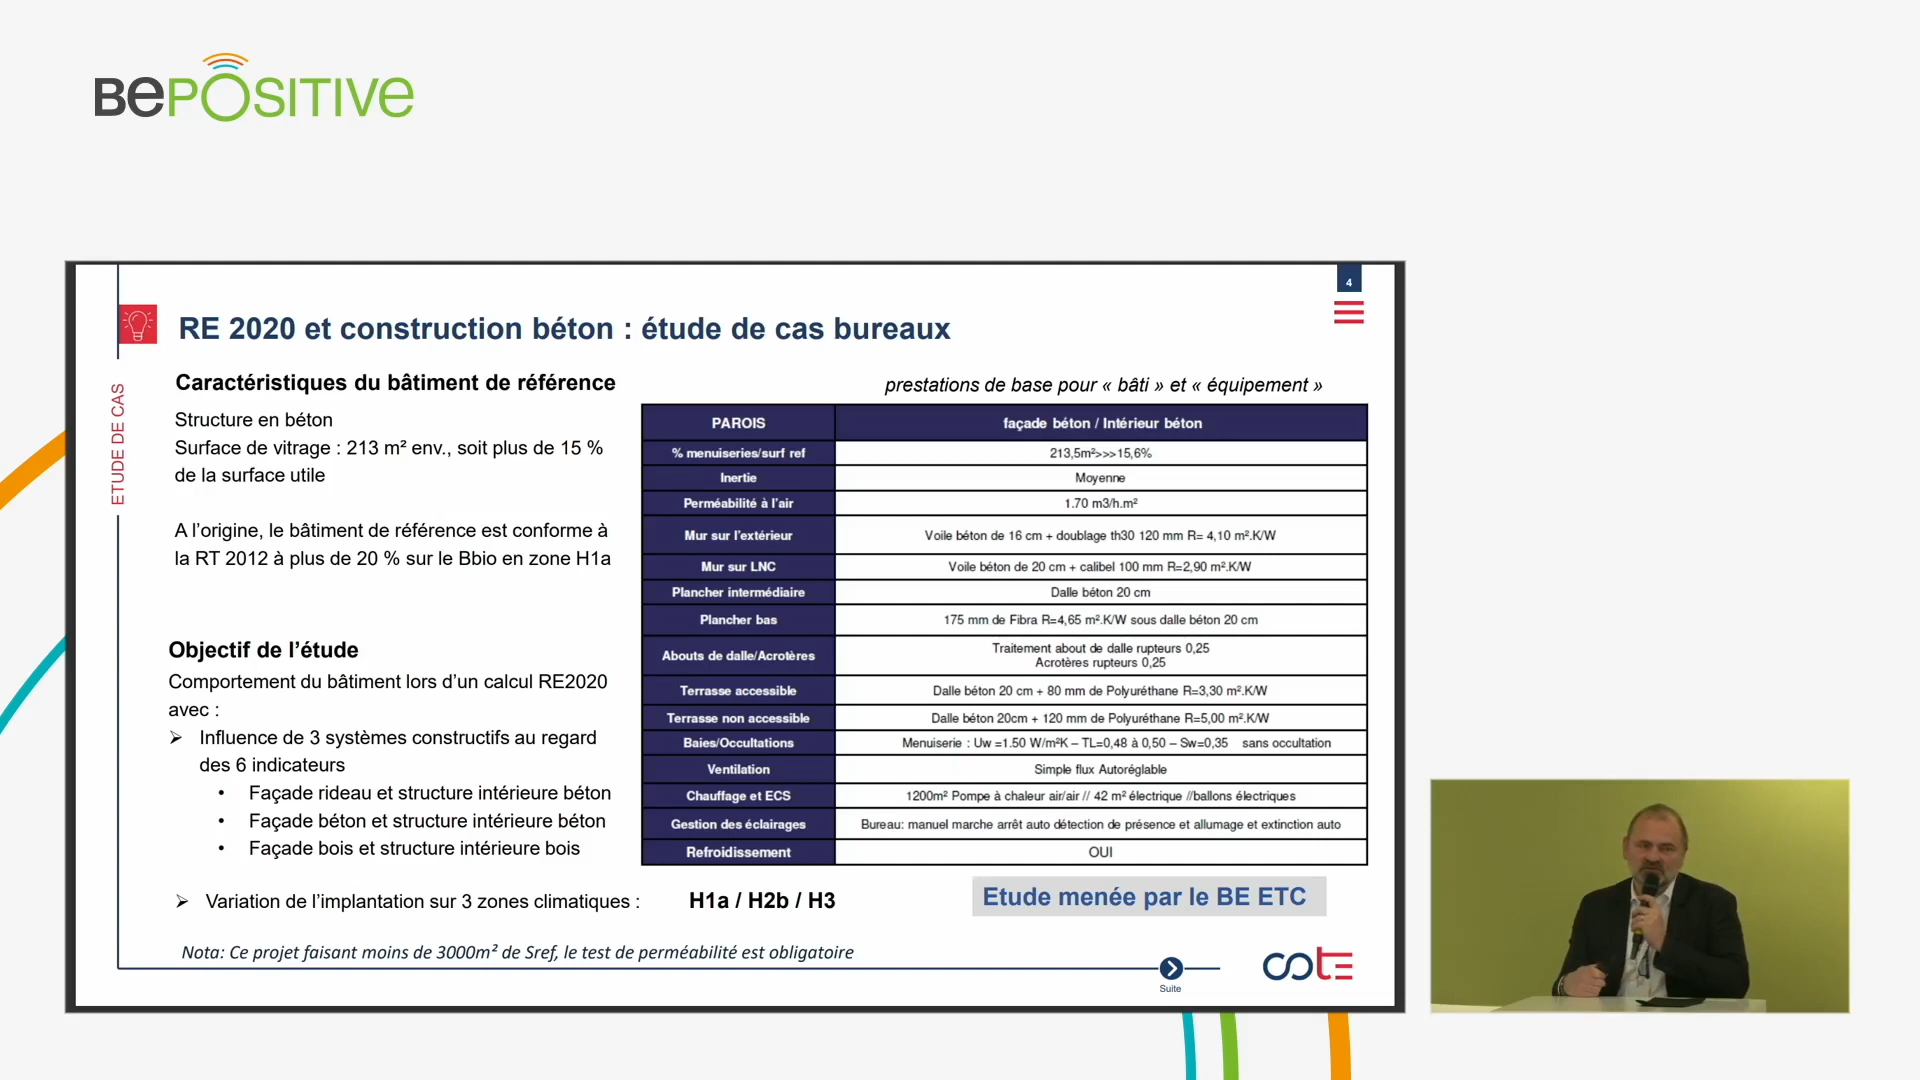 BePOSITIVe
4
RE 2020 et construction béton : étude de cas bureaux
ETUDE DE CAS
Caractéristiques du bâtiment de référence
Structure en béton
Surface de vitrage : 213 m² env., soit plus de 15 %
de la surface utile
A l’origine, le bâtiment de référence est conforme à
la RT 2012 à plus de 20 % sur le Bbio en zone H1a
Objectif de l’étude
Comportement du bâtiment lors d’un calcul RE2020
avec :
➢ Influence de 3 systèmes constructifs au regard
des 6 indicateurs
• Façade rideau et structure intérieure béton
• Façade béton et structure intérieure béton
• Façade bois et structure intérieure bois
➢ Variation de l’implantation sur 3 zones climatiques : H1a / H2b / H3
prestations de base pour « bâti » et « équipement »
PAROIS façade béton / Intérieur béton
% menuiseries/surf ref 213,5m²>>>15,6%
Inertie Moyenne
Perméabilité à l’air 1.70 m3/h.m²
Mur sur l’extérieur Voile béton de 16 cm + doublage th30 120 mm R= 4,10 m².K/W
Mur sur LNC Voile béton de 20 cm + calibel 100 mm R=2,90 m².K/W
Plancher intermédiaire Dalle béton 20 cm
Plancher bas 175 mm de Fibra R=4,65 m².K/W sous dalle béton 20 cm
Abouts de dalle/Acrotères Traitement about de dalle rupteurs 0,25
Acrotères rupteurs 0,25
Terrasse accessible Dalle béton 20 cm + 80 mm de Polyuréthane R=3,30 m².K/W
Terrasse non accessible Dalle béton 20cm + 120 mm de Polyuréthane R=5,00 m².K/W
Baies/Occultations Menuiserie : Uw =1.50 W/m²K – TL=0,48 à 0,50 – Sw=0,35 sans occultation
Ventilation Simple flux Autoréglable
Chauffage et ECS 1200m² Pompe à chaleur air/air // 42 m² électrique //ballons électriques
Gestion des éclairages Bureau: manuel marche arrêt auto détection de présence et allumage et extinction auto
Refroidissement OUI
Etude menée par le BE ETC
Nota: Ce projet faisant moins de 3000m² de Sref, le test de perméabilité est obligatoire
Suite
cote